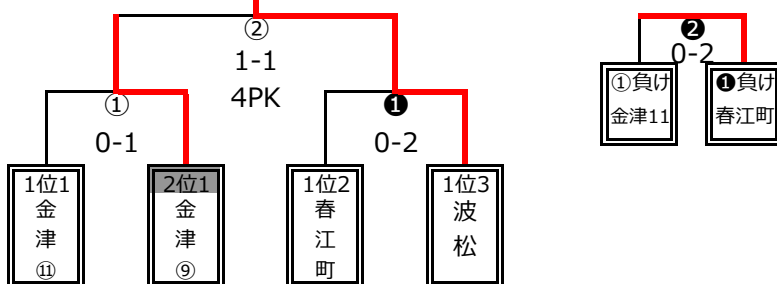 ②
1-1
4PK
①
0-1
❶
0-2
1位1
金
津
⑪
2位1
金
津
⑨
1位2
春
江
町
1位3
波
松
❷
0-2
①負け
金津11
❶負け
春江町